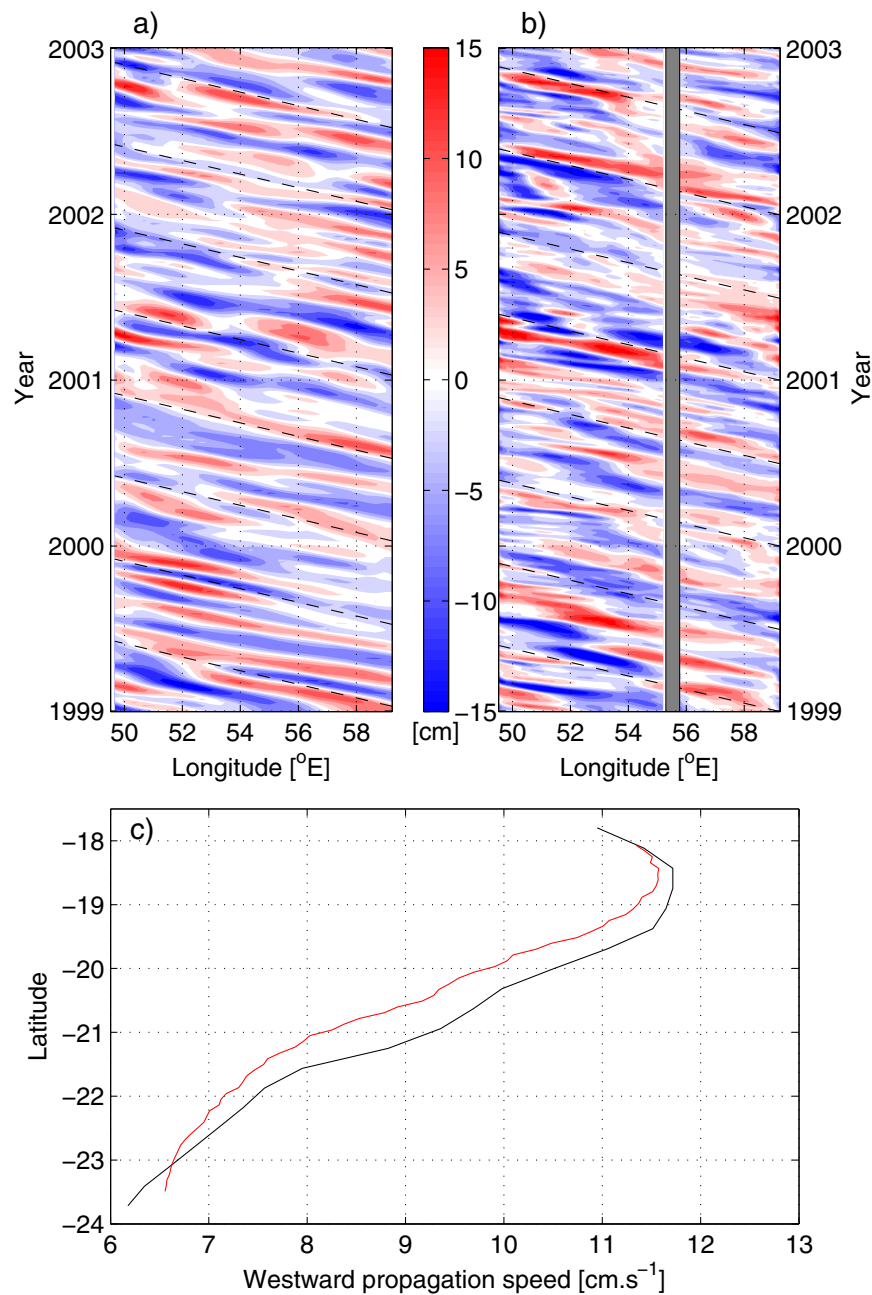 a)
b)
2003
2002
2001
2000
1999
Year
50 52 54 56 58
Longitude [°E]
15
10
5
0
−5
−10
−15
[cm]
2003
2002
2001
2000
1999
Year
50 52 54 56 58
Longitude [°E]
c)
−18
−19
−20
−21
−22
−23
−24
Latitude
6 7 8 9 10 11 12 13
Westward propagation speed [cm.s⁻¹]